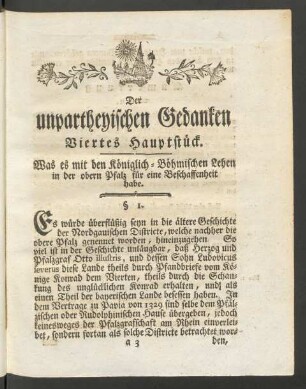 Der
unpartheyischen Gedanken
Viertes Hauptstück.
Was es mit den Königlich-Böhmischen Lehen
in der obern Pfalz für eine Beschaffenheit
habe.
§ 1.
Es würde überflüßig seyn in die ältere Geschichte
der Nordgauischen Districte, welche nachher die
obere Pfalz genennet worden, hineinzugehen So
viel ist in der Geschichte unläugbar, daß Herzog und
Pfalzgraf Otto illustris, und dessen Sohn Ludovicus
severus diese Lande theils durch Pfandbriefe vom Kö-
nige Konrad dem Vierten, theils durch die Schan-
kung des unglücklichen Konrad erhalten, und als
einen Theil der bayerischen Lande besessen haben. In
dem Vertrage zu Pavia von 1329 sind selbe dem Pfäl-
zischen oder Rudolphinischen Hause übergeben, jedoch
keinesweges der Pfalzgrafschaft am Rhein einverlei-
bet, sondern fortan als solche Districte betrachtet wor-
a 3
den,